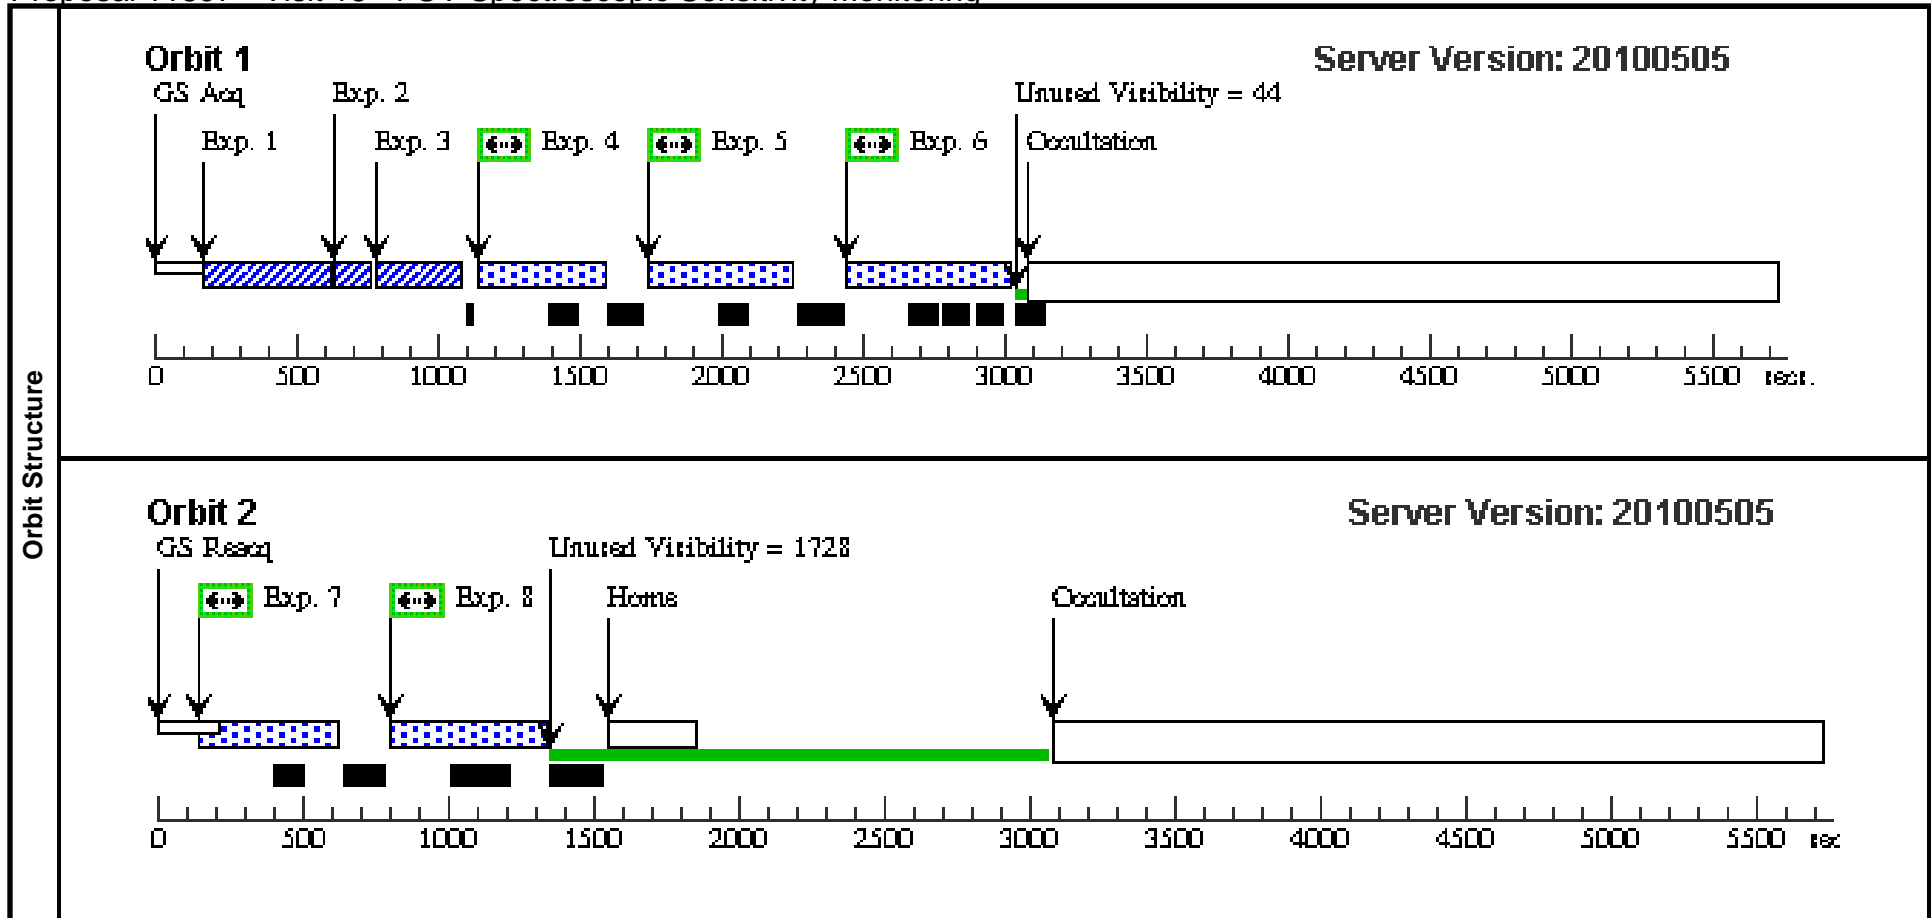 Orbit Structure
Orbit 1
Server Version: 20100505
GS Acq
Exp. 2
Unused Visibility = 44
Exp. 1
Exp. 3
Exp. 4
Exp. 5
Exp. 6
Occultation
0 500 1000 1500 2000 2500 3000 3500 4000 4500 5000 5500 secs.
Orbit 2
Server Version: 20100505
GS Reacq
Unused Visibility = 1728
Exp. 7
Exp. 8
Home
Occultation
0 500 1000 1500 2000 2500 3000 3500 4000 4500 5000 5500 sec